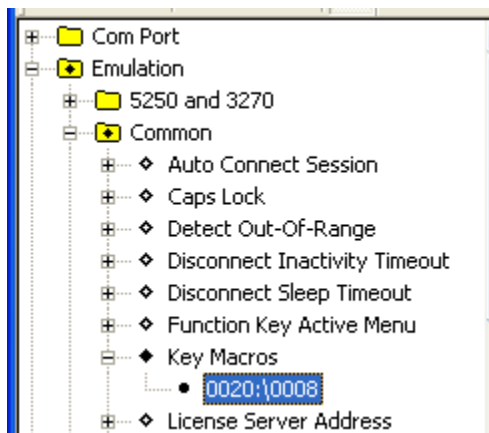 Com Port
Emulation
5250 and 3270
Common
Auto Connect Session
Caps Lock
Detect Out-Of-Range
Disconnect Inactivity Timeout
Disconnect Sleep Timeout
Function Key Active Menu
Key Macros
0020:\0008
License Server Address